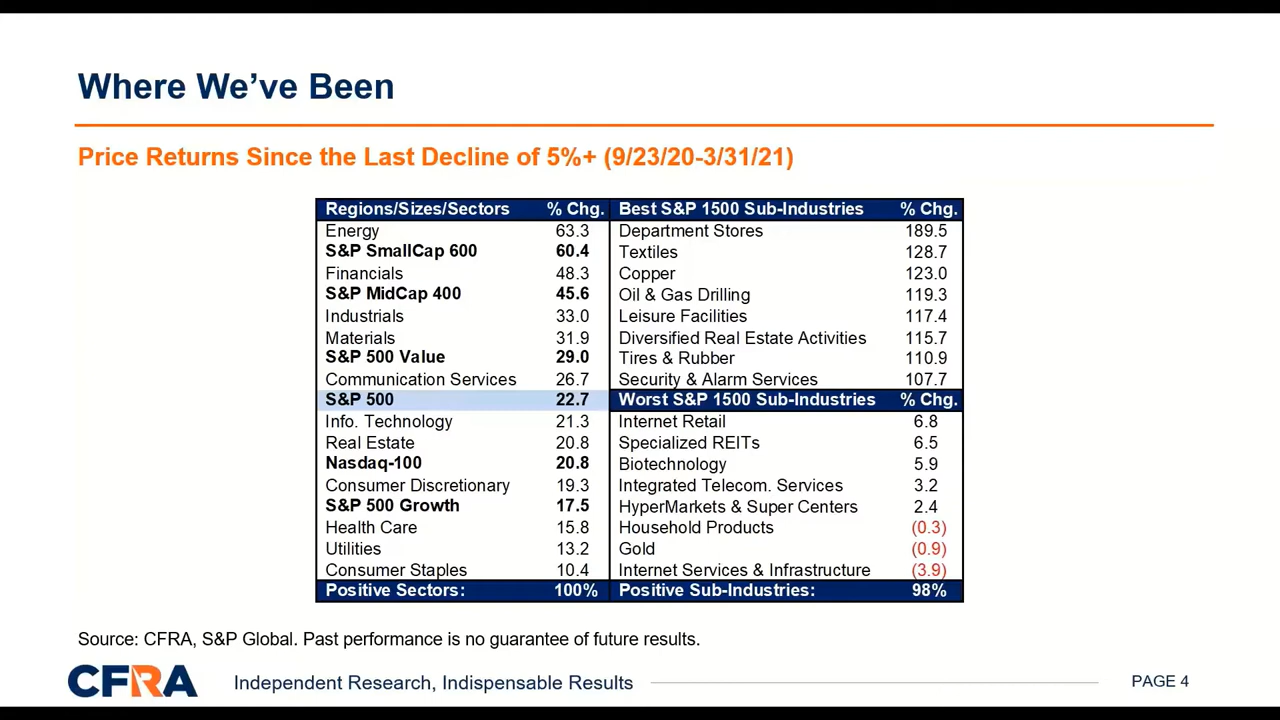 Where We’ve Been
Price Returns Since the Last Decline of 5%+ (9/23/20-3/31/21)
Regions/Sizes/Sectors % Chg. Best S&P 1500 Sub-Industries % Chg.
Energy 63.3 Department Stores 189.5
S&P SmallCap 600 60.4 Textiles 128.7
Financials 48.3 Copper 123.0
S&P MidCap 400 45.6 Oil & Gas Drilling 119.3
Industrials 33.0 Leisure Facilities 117.4
Materials 31.9 Diversified Real Estate Activities 115.7
S&P 500 Value 29.0 Tires & Rubber 110.9
Communication Services 26.7 Security & Alarm Services 107.7
S&P 500 22.7 Worst S&P 1500 Sub-Industries % Chg.
Info. Technology 21.3 Internet Retail 6.8
Real Estate 20.8 Specialized REITs 6.5
Nasdaq-100 20.8 Biotechnology 5.9
Consumer Discretionary 19.3 Integrated Telecom. Services 3.2
S&P 500 Growth 17.5 HyperMarkets & Super Centers 2.4
Health Care 15.8 Household Products (0.3)
Utilities 13.2 Gold (0.9)
Consumer Staples 10.4 Internet Services & Infrastructure (3.9)
Positive Sectors: 100% Positive Sub-Industries: 98%
Source: CFRA, S&P Global. Past performance is no guarantee of future results.
CFRA Independent Research, Indispensable Results PAGE 4